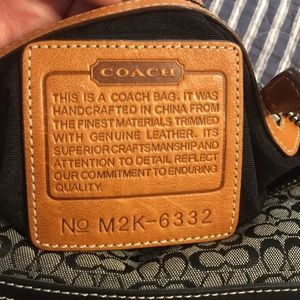 COACH
THIS IS A COACH BAG. IT WAS
HANDCRAFTED IN CHINA FROM
THE FINEST MATERIALS TRIMMED
WITH GENUINE LEATHER. ITS
SUPERIOR CRAFTSMANSHIP AND
ATTENTION TO DETAIL REFLECT
OUR COMMITMENT TO ENDURING
QUALITY.
No M2K-6332